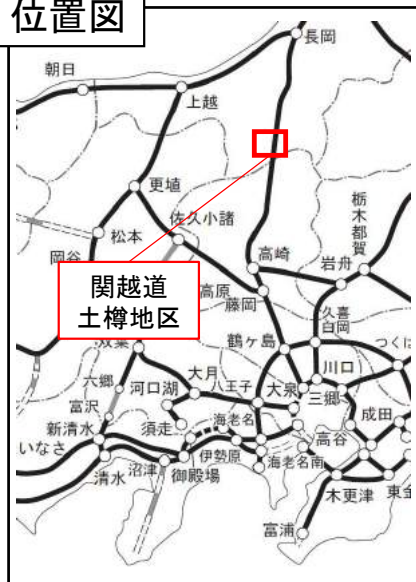 位置図
長岡
朝日
上越
更埴
佐久小諸
栃木都賀
松本
岡谷
高崎
岩舟
関越道
土樽地区
高原
藤岡
久喜
白岡
双葉
鶴ヶ島
川口
つくば
六郷
河口湖
大月
八王子
大泉
三郷
富沢
成田
新清水
須走
海老名
高谷
いなさ
沼津
伊勢原
海老名南
清水
御殿場
木更津
東金
富浦